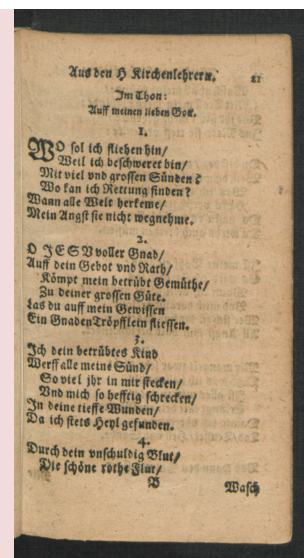 Aus den H Kirchenlehrern. 21
Im Thon:
Auff meinen lieben Gott.
1.
WO sol ich fliehen hin/
Weil ich beschweret bin/
Mit viel vnd grossen Sünden?
Wo kan ich Rettung finden?
Wann alle Welt herkeme/
Mein Angst sie nicht wegnehme.
2.
O JESV voller Gnad/
Auff dein Gebot vnd Rath/
Kömpt mein betrübt Gemüthe/
Zu deiner grossen Güte.
Las du auff mein Gewissen
Ein GnadenTröpfflein fliessen.
3.
Ich dein betrübtes Kind
Werff alle meine Sünd/
So viel jhr in mir stecken/
Vnd mich so hefftig schrecken/
In deine tieffe Wunden/
Da ich stets Heyl gefunden.
4.
Durch dein vnschuldig Blut/
Die schöne rothe Flut/
B Wasch